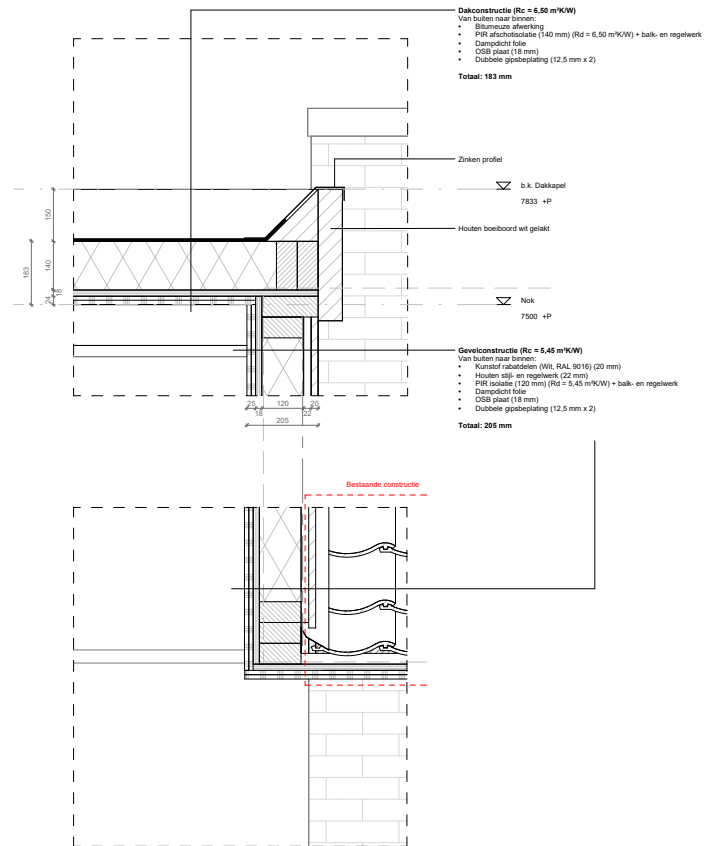 Dakconstructie (Rc = 6,50 m²K/W)
Van buiten naar binnen:
• Bitumeuze afwerking
• PIR afschotisolatie (140 mm) (Rd = 6,50 m²K/W) + balk- en regelwerk
• Dampdicht folie
• OSB plaat (18 mm)
• Dubbele gipsbeplating (12,5 mm x 2)
Totaal: 183 mm
Zinken profiel
b.k. Dakkapel
7833 +P
Houten boeiboord wit gelakt
150
183
140
18
24
Nok
7500 +P
Gevelconstructie (Rc = 5,45 m²K/W)
Van buiten naar binnen:
• Kunstof rabatdelen (Wit, RAL 9016) (20 mm)
• Houten stijl- en regelwerk (22 mm)
• PIR isolatie (120 mm) (Rd = 5,45 m²K/W) + balk- en regelwerk
• Dampdicht folie
• OSB plaat (18 mm)
• Dubbele gipsbeplating (12,5 mm x 2)
Totaal: 205 mm
25 120 20
18 22
205
Bestaande constructie